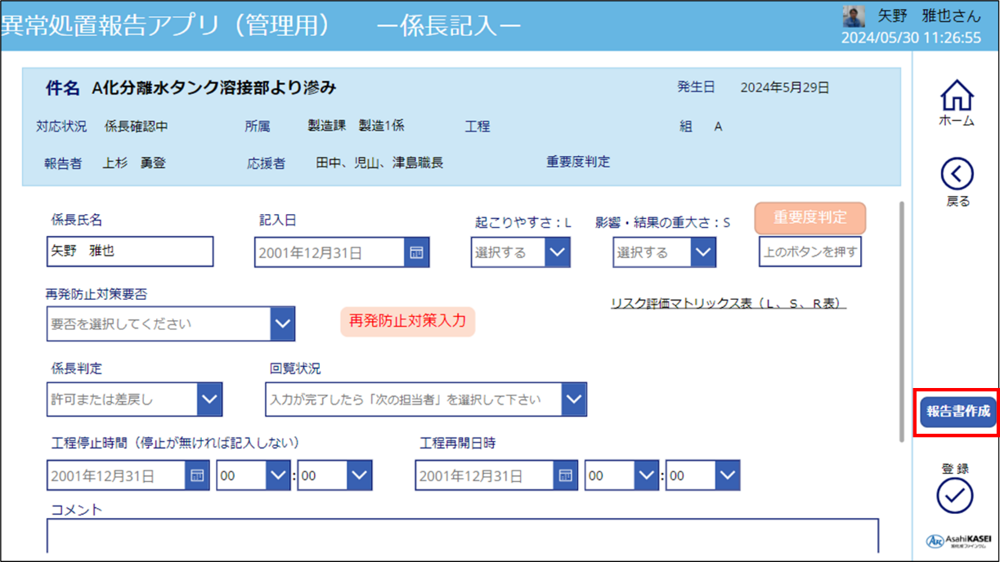 異常処置報告アプリ（管理用）　―係長記入―
矢野　雅也さん
2024/05/30 11:26:55
件名 A化分離水タンク溶接部より滲み 発生日 2024年5月29日
対応状況 係長確認中 所属 製造課　製造1係 工程 組 A
報告者 上杉　勇登 応援者 田中、児山、津島職長 重要度判定
係長氏名 記入日 起こりやすさ：L 影響・結果の重大さ：S 重要度判定
矢野　雅也 2001年12月31日 選択する 選択する 上のボタンを押す
再発防止対策要否 リスク評価マトリックス表（L、S、R表）
要否を選択してください 再発防止対策入力
係長判定 回覧状況
許可または差戻し 入力が完了したら「次の担当者」を選択して下さい
工程停止時間（停止が無ければ記入しない） 工程再開日時
2001年12月31日 00 : 00 2001年12月31日 00 : 00
コメント
ホーム
戻る
報告書作成
登録
AsahiKASEI
旭化成ファインケム